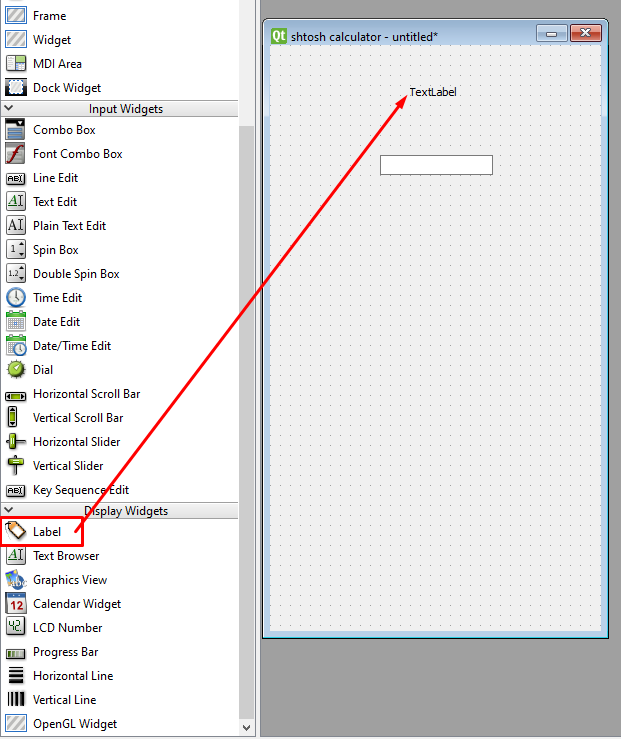 Frame
Widget
MDI Area
Dock Widget
Input Widgets
Combo Box
Font Combo Box
Line Edit
Text Edit
Plain Text Edit
Spin Box
Double Spin Box
Time Edit
Date Edit
Date/Time Edit
Dial
Horizontal Scroll Bar
Vertical Scroll Bar
Horizontal Slider
Vertical Slider
Key Sequence Edit
Display Widgets
Label
Text Browser
Graphics View
Calendar Widget
LCD Number
Progress Bar
Horizontal Line
Vertical Line
OpenGL Widget
Qt shtosh calculator - untitled*
TextLabel